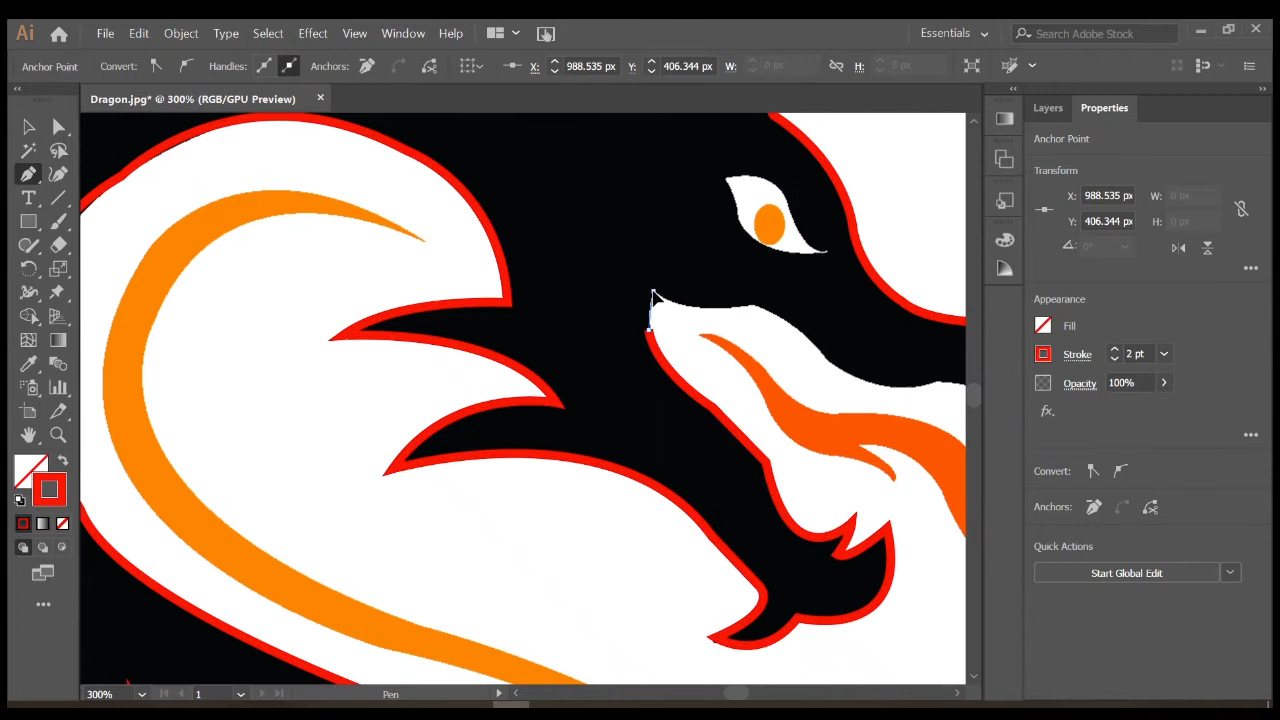 Ai File Edit Object Type Select Effect View Window Help Essentials Search Adobe Stock
Anchor Point Convert: Handles: Anchors: X: 988.535 px Y: 406.344 px W: 0 px H: 0 px
Dragon.jpg* @ 300% (RGB/GPU Preview)
Layers Properties
Anchor Point
Transform
X: 988.535 px W: 0 px
Y: 406.344 px H: 0 px
0°
Appearance
Fill
Stroke 2 pt
Opacity 100%
fx.
Convert:
Anchors:
Quick Actions
Start Global Edit
300% 1 Pen